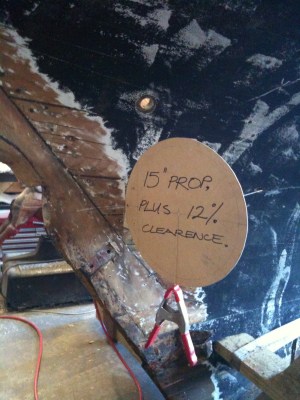 15" PROP.
PLUS 12%
CLEARENCE.